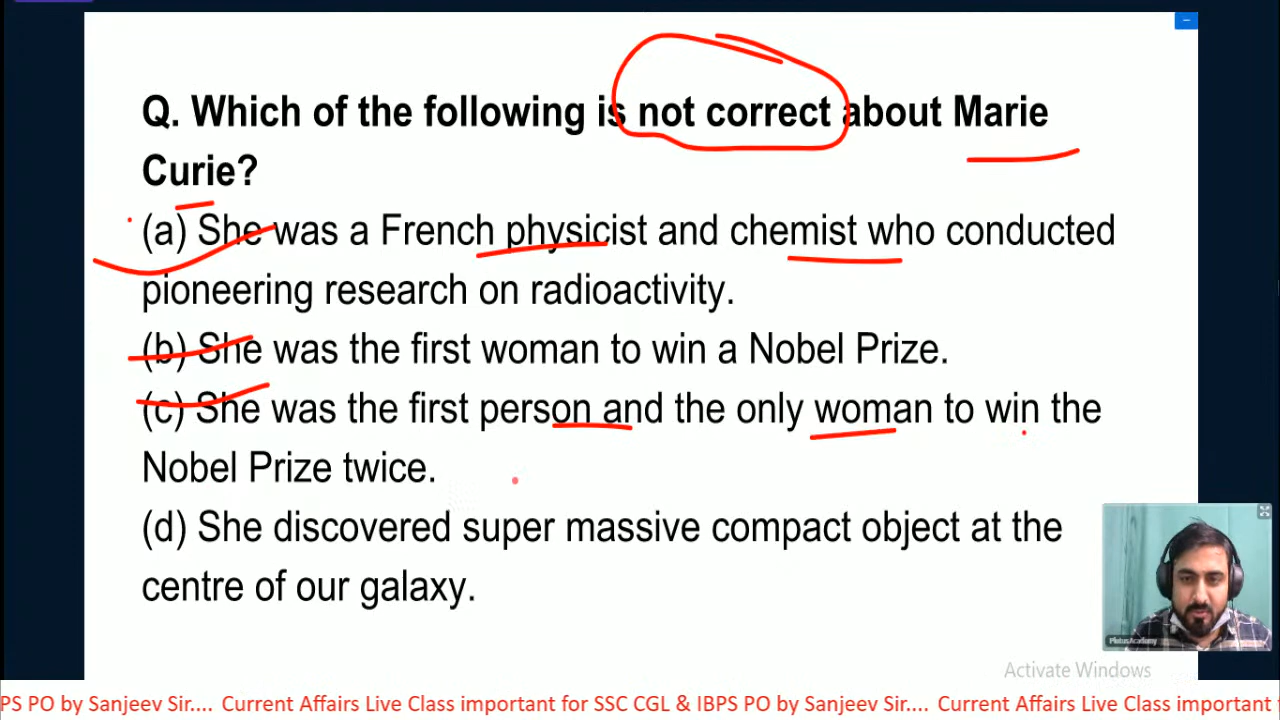 Q. Which of the following is not correct about Marie
Curie?
(a) She was a French physicist and chemist who conducted
pioneering research on radioactivity.
(b) She was the first woman to win a Nobel Prize.
(c) She was the first person and the only woman to win the
Nobel Prize twice.
(d) She discovered super massive compact object at the
centre of our galaxy.
PlutusAcademy
Activate Windows
PS PO by Sanjeev Sir.... Current Affairs Live Class important for SSC CGL & IBPS PO by Sanjeev Sir.... Current Affairs Live Class important